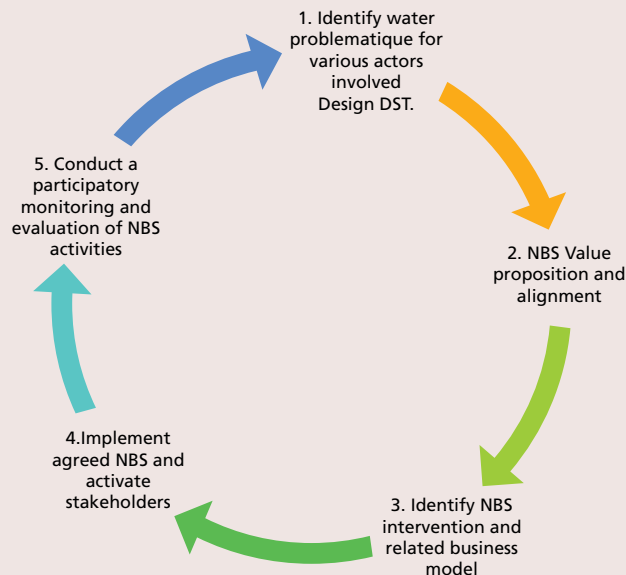 1. Identify water
problematique for
various actors
involved
Design DST.
2. NBS Value
proposition and
alignment
3. Identify NBS
intervention and
related business
model
4.Implement
agreed NBS and
activate
stakeholders
5. Conduct a
participatory
monitoring and
evaluation of NBS
activities